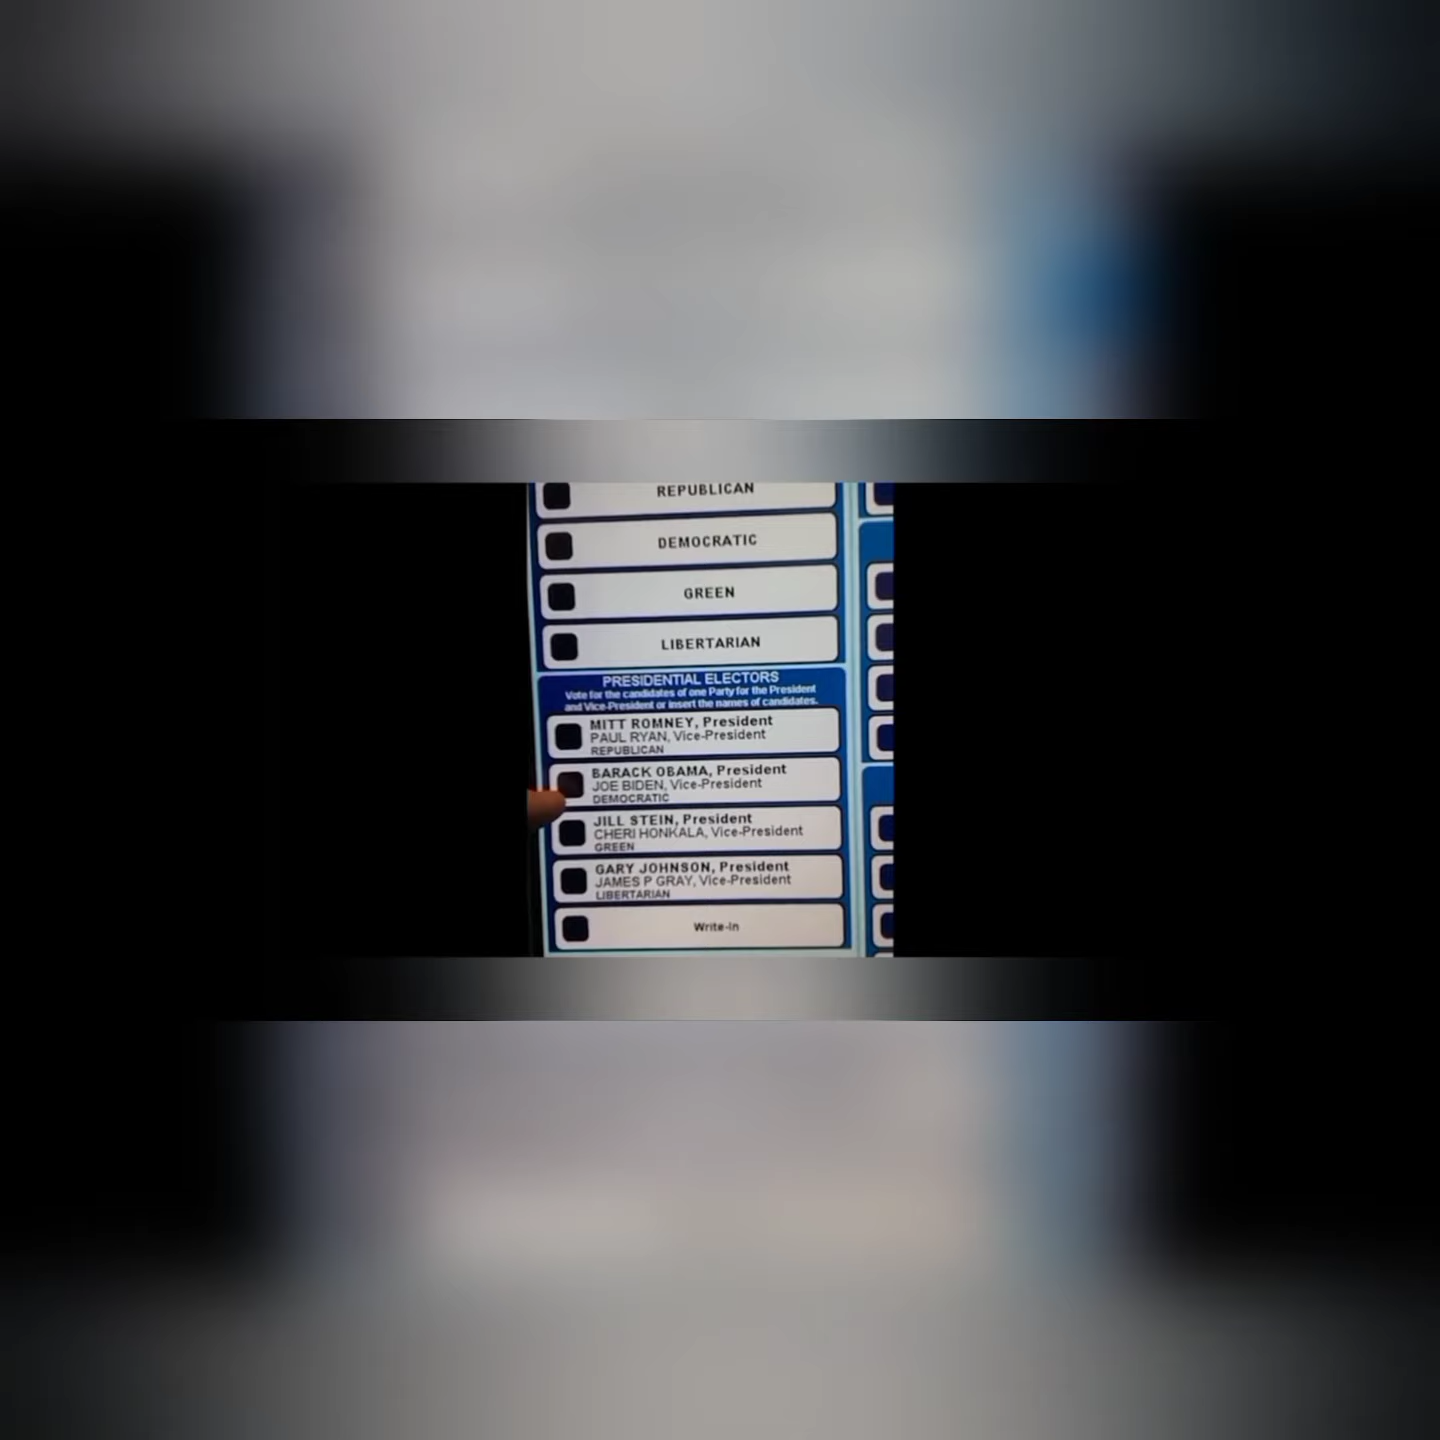 REPUBLICAN
DEMOCRATIC
GREEN
LIBERTARIAN
PRESIDENTIAL ELECTORS
Vote for the candidates of one Party for the President
and Vice-President or insert the names of candidates.
MITT ROMNEY, President
PAUL RYAN, Vice-President
REPUBLICAN
BARACK OBAMA, President
JOE BIDEN, Vice-President
DEMOCRATIC
JILL STEIN, President
CHERI HONKALA, Vice-President
GREEN
GARY JOHNSON, President
JAMES P GRAY, Vice-President
LIBERTARIAN
Write-In